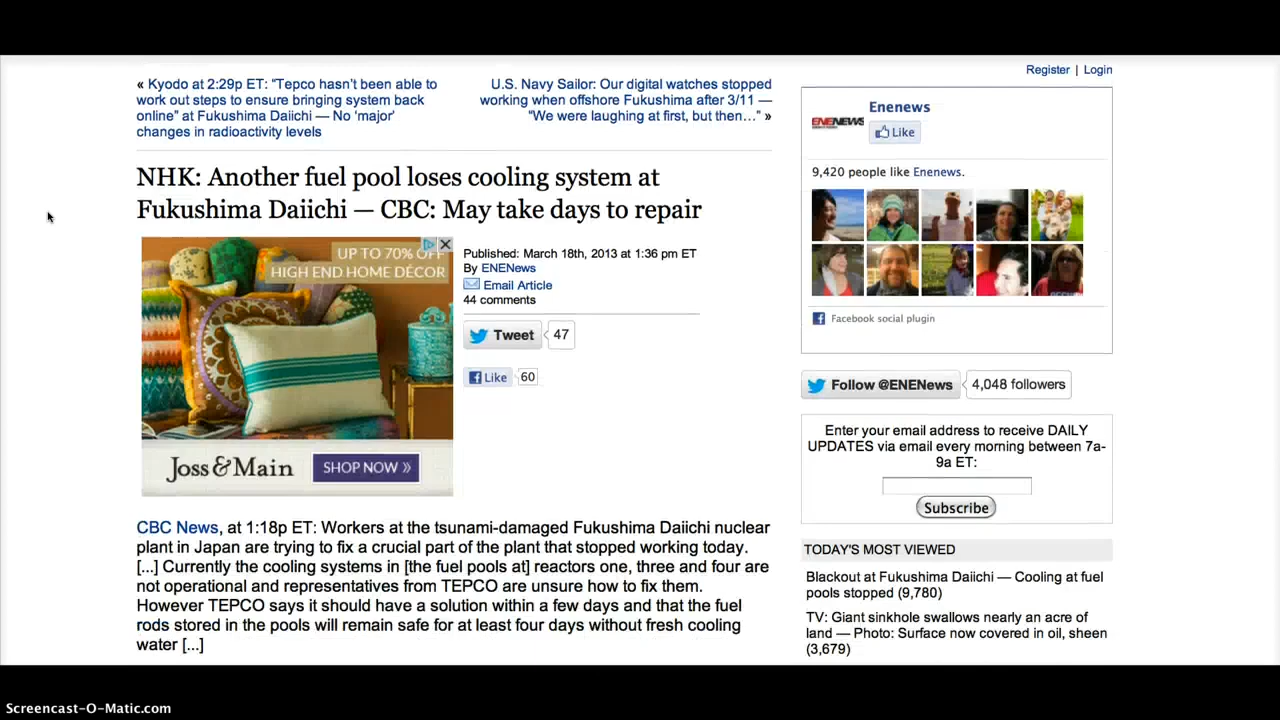 « Kyodo at 2:29p ET: “Tepco hasn’t been able to
work out steps to ensure bringing system back
online” at Fukushima Daiichi — No ‘major’
changes in radioactivity levels
U.S. Navy Sailor: Our digital watches stopped
working when offshore Fukushima after 3/11 —
“We were laughing at first, but then…” »
NHK: Another fuel pool loses cooling system at
Fukushima Daiichi — CBC: May take days to repair
UP TO 70% OFF
HIGH END HOME DÉCOR
Joss&Main
SHOP NOW »
Published: March 18th, 2013 at 1:36 pm ET
By ENENews
Email Article
44 comments
Tweet 47
Like 60
CBC News, at 1:18p ET: Workers at the tsunami-damaged Fukushima Daiichi nuclear
plant in Japan are trying to fix a crucial part of the plant that stopped working today.
[...] Currently the cooling systems in [the fuel pools at] reactors one, three and four are
not operational and representatives from TEPCO are unsure how to fix them.
However TEPCO says it should have a solution within a few days and that the fuel
rods stored in the pools will remain safe for at least four days without fresh cooling
water [...]
Register | Login
ENENEWS
Enenews
Like
9,420 people like Enenews.
Facebook social plugin
Follow @ENENews 4,048 followers
Enter your email address to receive DAILY
UPDATES via email every morning between 7a-
9a ET:
Subscribe
TODAY'S MOST VIEWED
Blackout at Fukushima Daiichi — Cooling at fuel
pools stopped (9,780)
TV: Giant sinkhole swallows nearly an acre of
land — Photo: Surface now covered in oil, sheen
(3,679)
Screencast-O-Matic.com